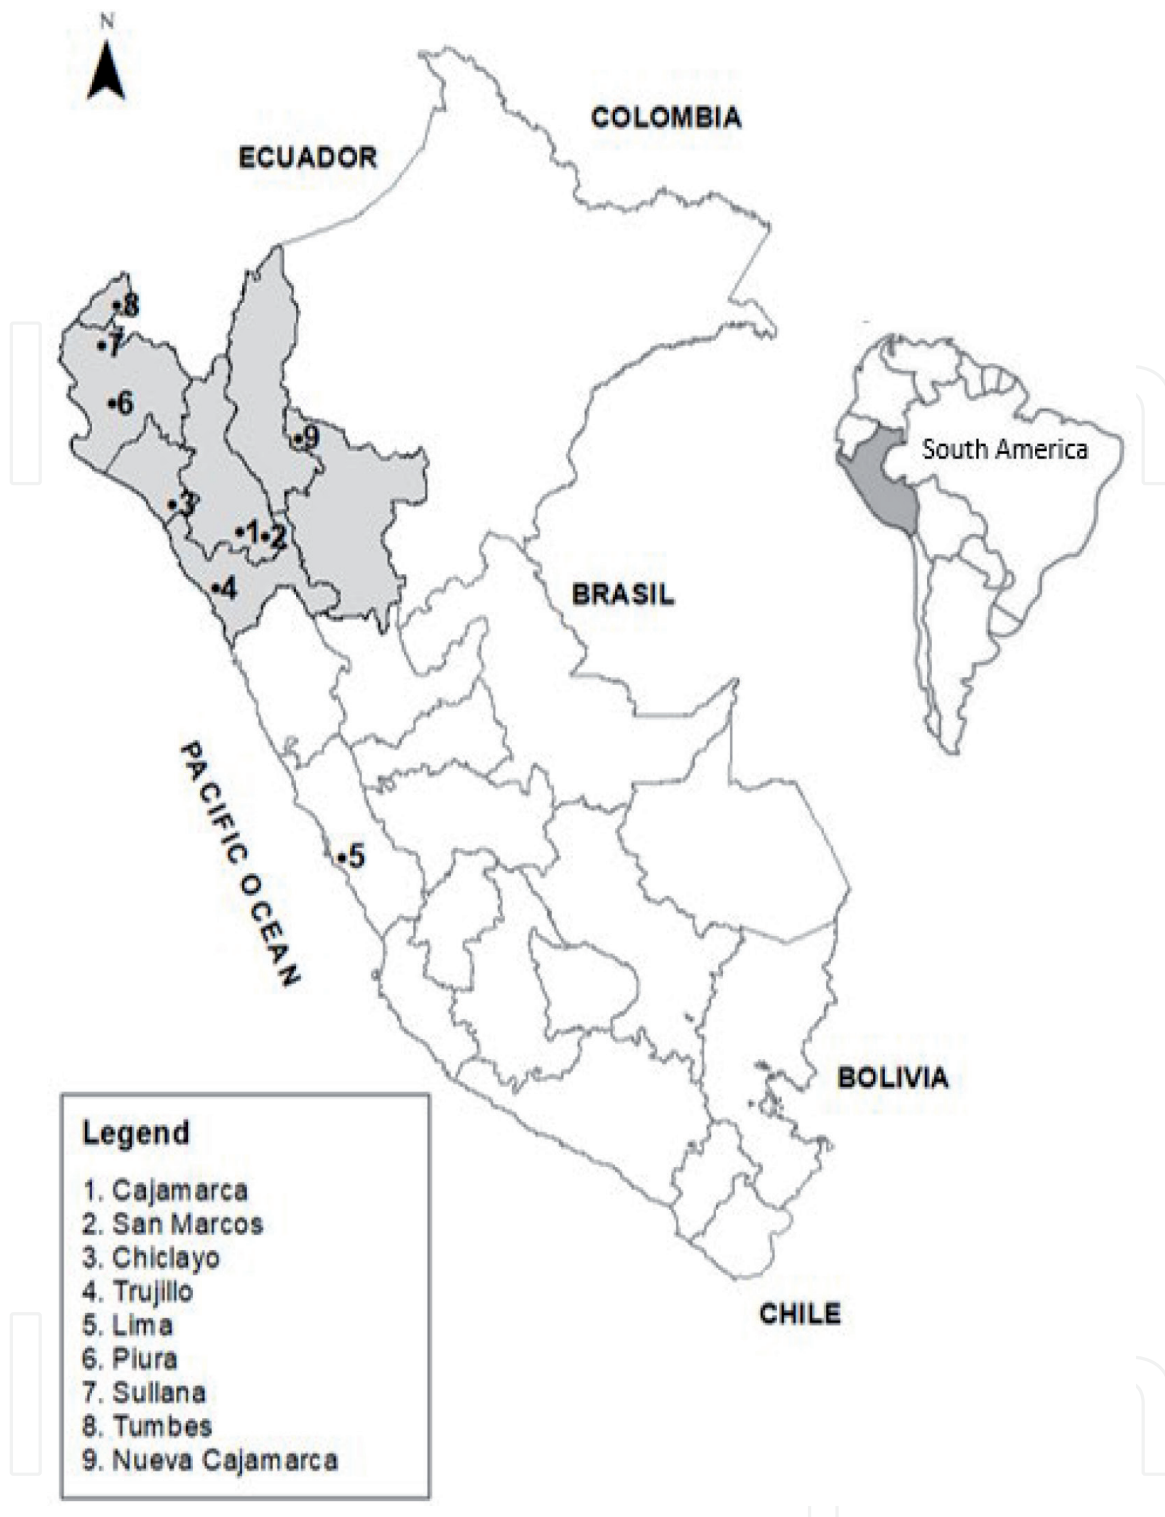 N
COLOMBIA
ECUADOR
8
7
6
9
South America
3
1
2
4
BRASIL
PACIFIC OCEAN
5
BOLIVIA
Legend
1. Cajamarca
2. San Marcos
3. Chiclayo
4. Trujillo
5. Lima
6. Piura
7. Sullana
8. Tumbes
9. Nueva Cajamarca
CHILE